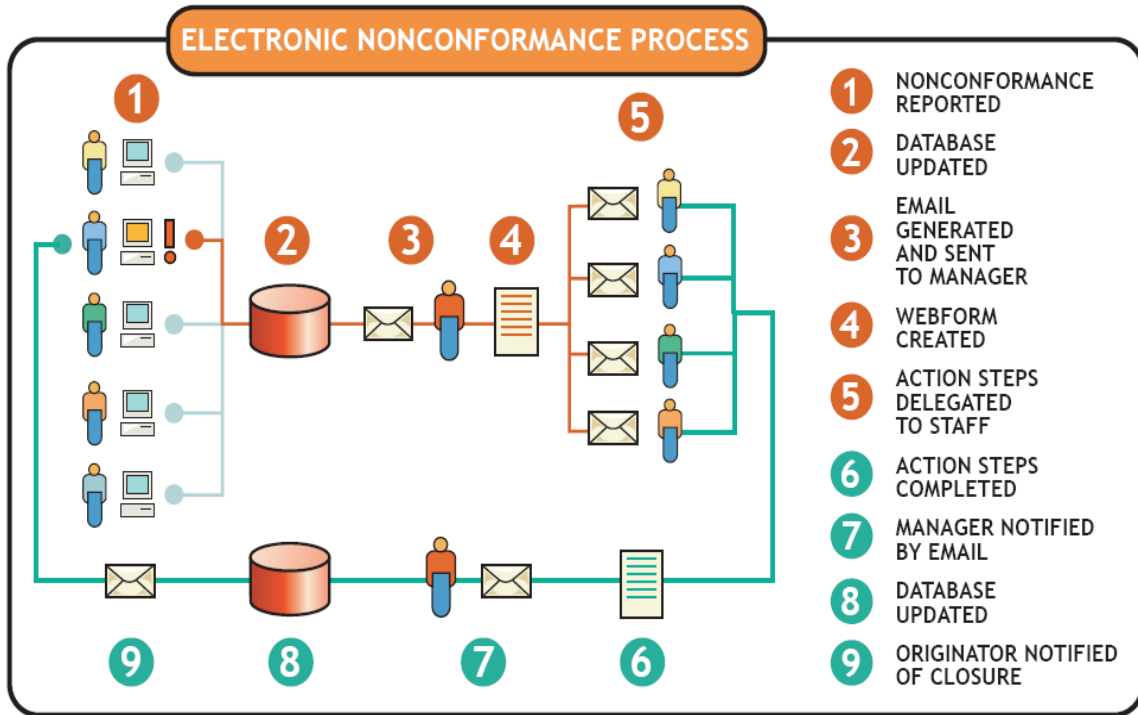 ELECTRONIC NONCONFORMANCE PROCESS
1
5
2
3
4
9
8
7
6
1 NONCONFORMANCE
REPORTED
2 DATABASE
UPDATED
3 EMAIL
GENERATED
AND SENT
TO MANAGER
4 WEBFORM
CREATED
5 ACTION STEPS
DELEGATED
TO STAFF
6 ACTION STEPS
COMPLETED
7 MANAGER NOTIFIED
BY EMAIL
8 DATABASE
UPDATED
9 ORIGINATOR NOTIFIED
OF CLOSURE